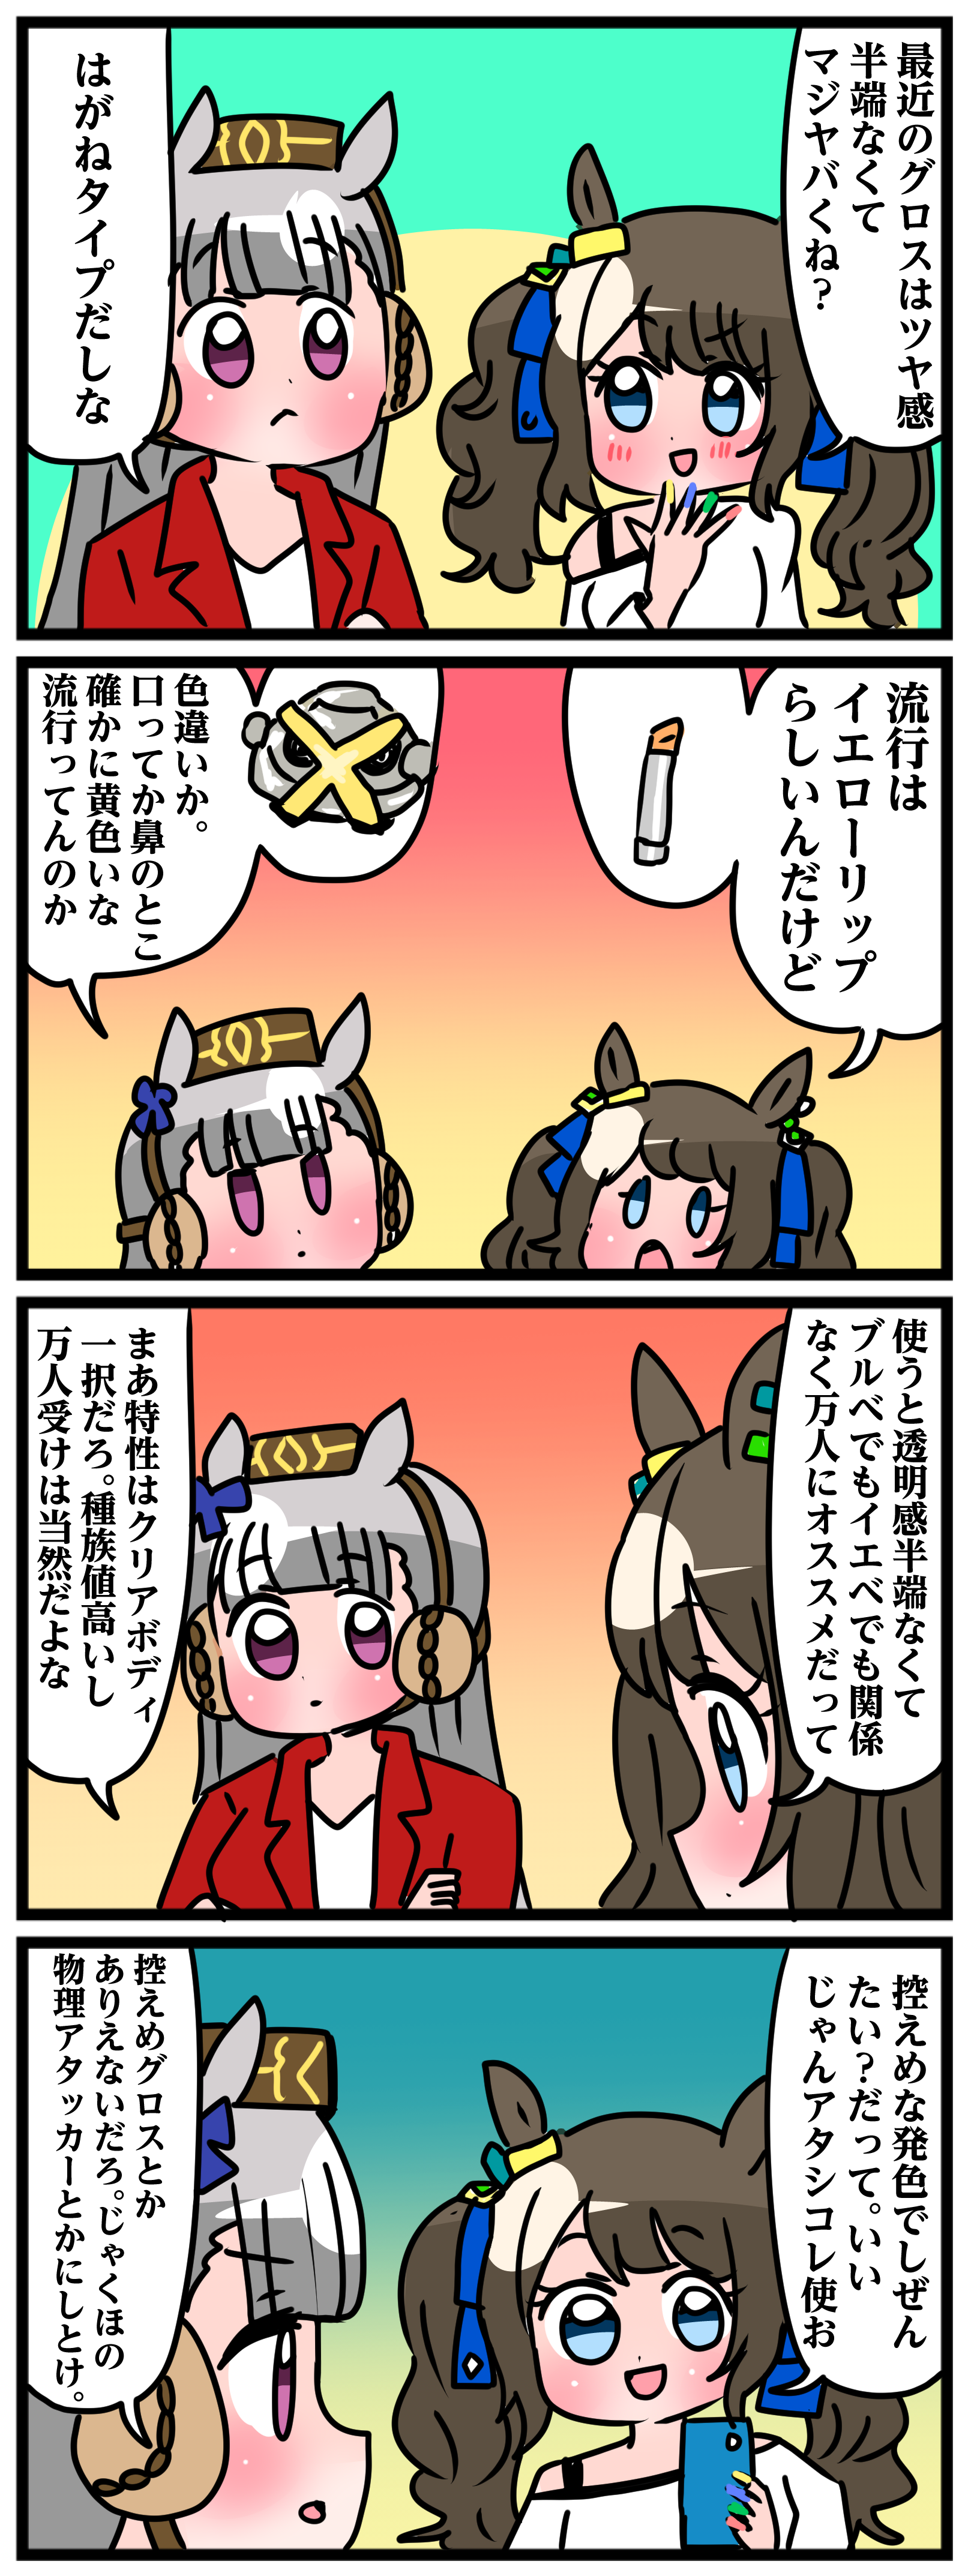 最近のグロスはツヤ感
半端なくて
マジヤバくね？
はがねタイプだしな
流行は
イエローリップ
らしいんだけど
色違いか。
口ってか鼻のとこ
確かに黄色いな
流行ってんのか
使うと透明感半端なくて
ブルベでもイエベでも関係
なく万人にオススメだって
まあ特性はクリアボディ
一択だろ。種族値高いし
万人受けは当然だよな
控えめな発色でしぜん
たい？だって。いい
じゃんアタシコレ使お
控えめグロスとか
ありえないだろ。じゃくほの
物理アタッカーとかにしとけ。